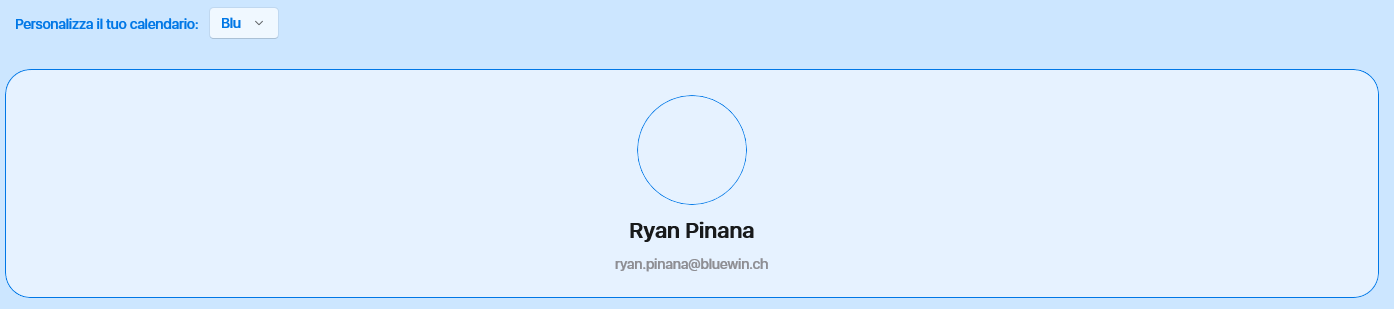 Personalizza il tuo calendario: Blu
Ryan Pinana
ryan.pinana@bluewin.ch